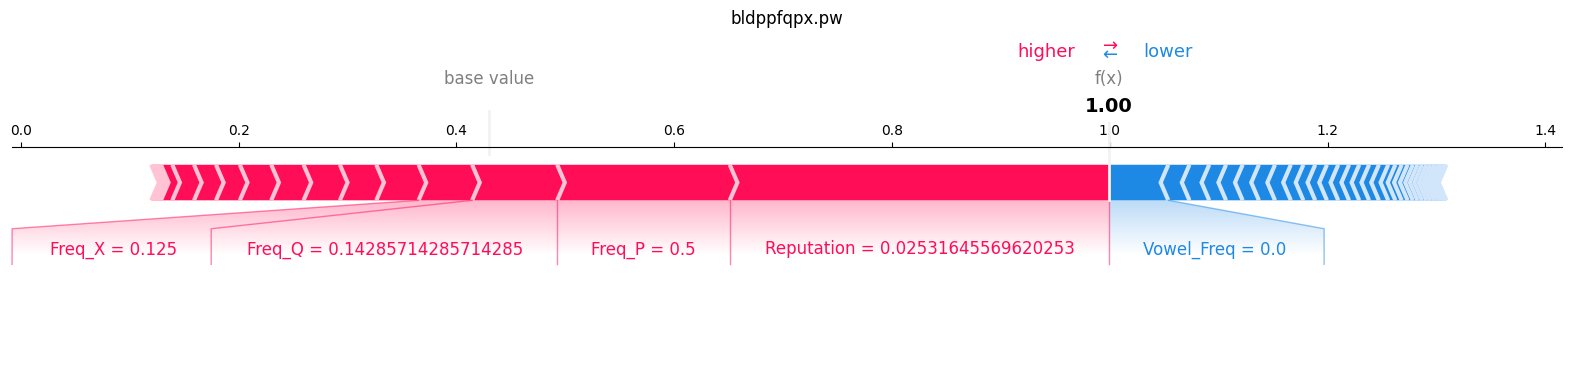 bldppfqpx.pw
higher → ← lower
base value f(x)
1.00
0.0 0.2 0.4 0.6 0.8 1.0 1.2 1.4
Freq_X = 0.125 Freq_Q = 0.14285714285714285 Freq_P = 0.5 Reputation = 0.02531645569620253 Vowel_Freq = 0.0